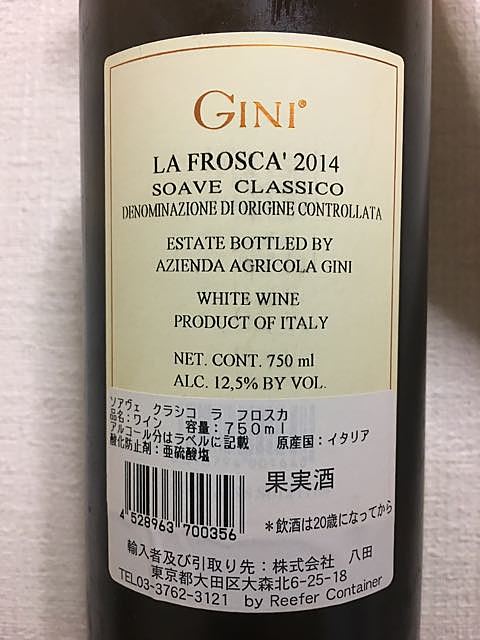 GINI®
LA FROSCA' 2014
SOAVE CLASSICO
DENOMINAZIONE DI ORIGINE CONTROLLATA
ESTATE BOTTLED BY
AZIENDA AGRICOLA GINI
WHITE WINE
PRODUCT OF ITALY
NET. CONT. 750 ml
ALC. 12,5% BY VOL.
ソアヴェ クラシコ ラ フロスカ
品名:ワイン 容量:750ml
アルコール分はラベルに記載 原産国:イタリア
酸化防止剤:亜硫酸塩
果実酒
4 528963 700356
*飲酒は20歳になってから
輸入者及び引取り先:株式会社 八田
東京都大田区大森北6-25-18
TEL03-3762-3121 by Reefer Container